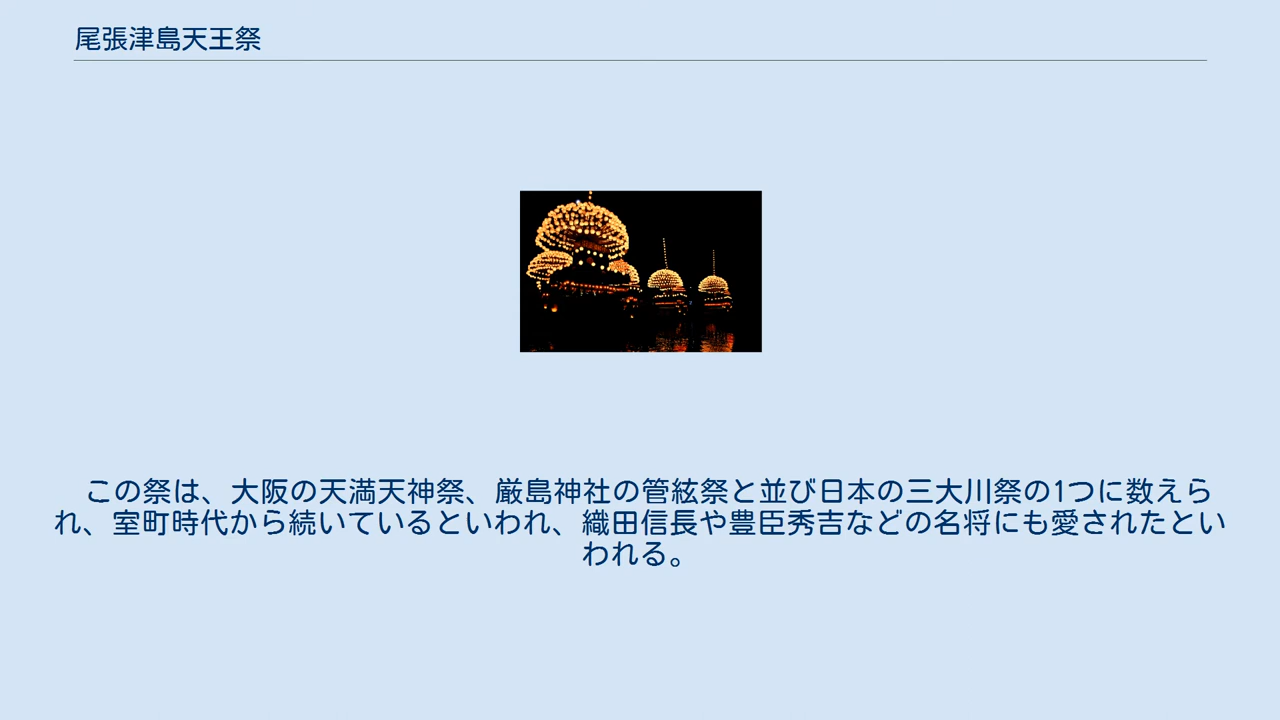 尾張津島天王祭
この祭は、大阪の天満天神祭、厳島神社の管絃祭と並び日本の三大川祭の1つに数えら
れ、室町時代から続いているといわれ、織田信長や豊臣秀吉などの名将にも愛されたとい
われる。